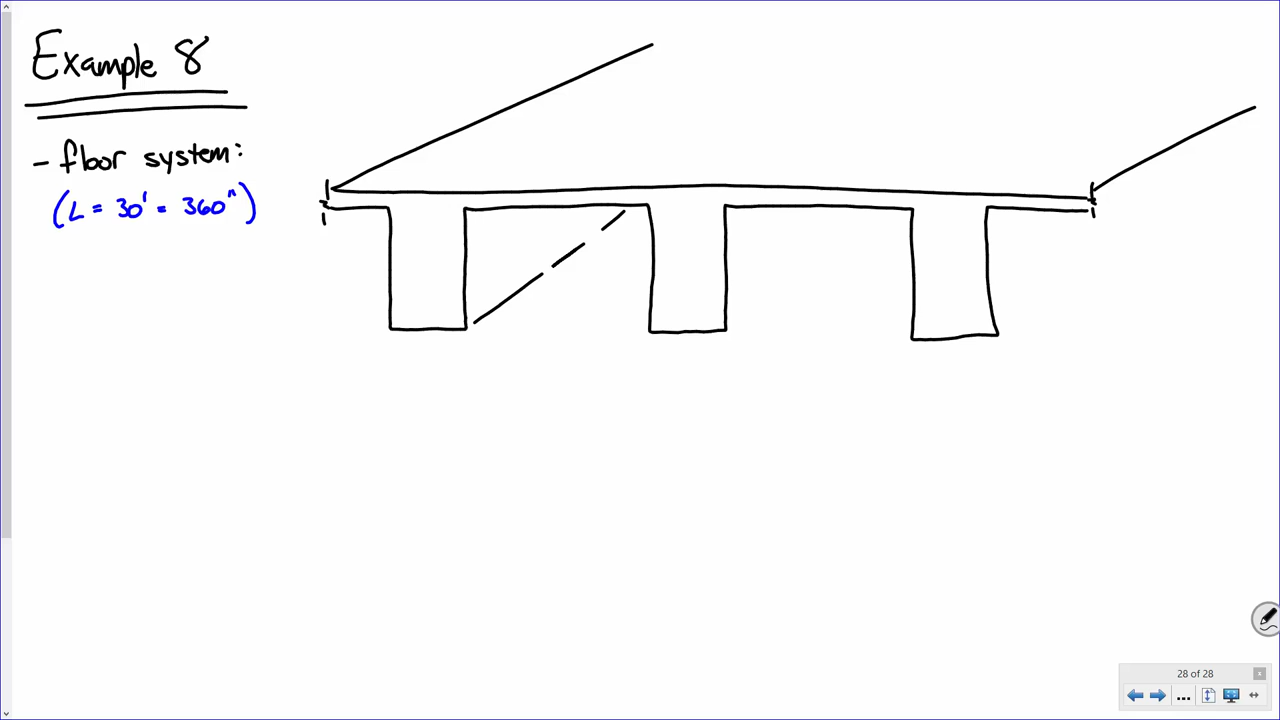 Example 8
- floor system:
(L = 30' = 360")
28 of 28